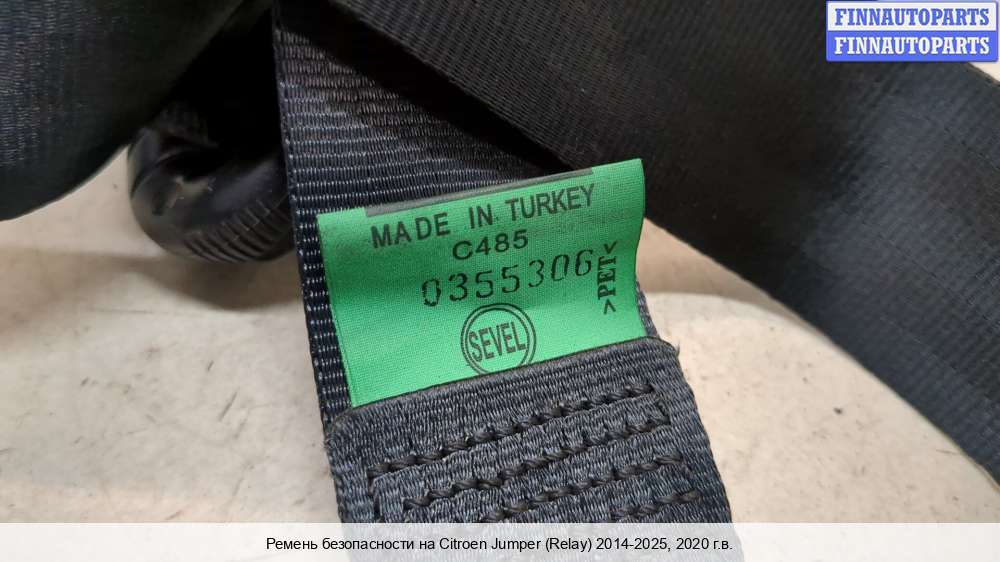 FINNAUTOPARTS
FINNAUTOPARTS
MADE IN TURKEY
C485
0355306
>PET<
SEVEL
Ремень безопасности на Citroen Jumper (Relay) 2014-2025, 2020 г.в.